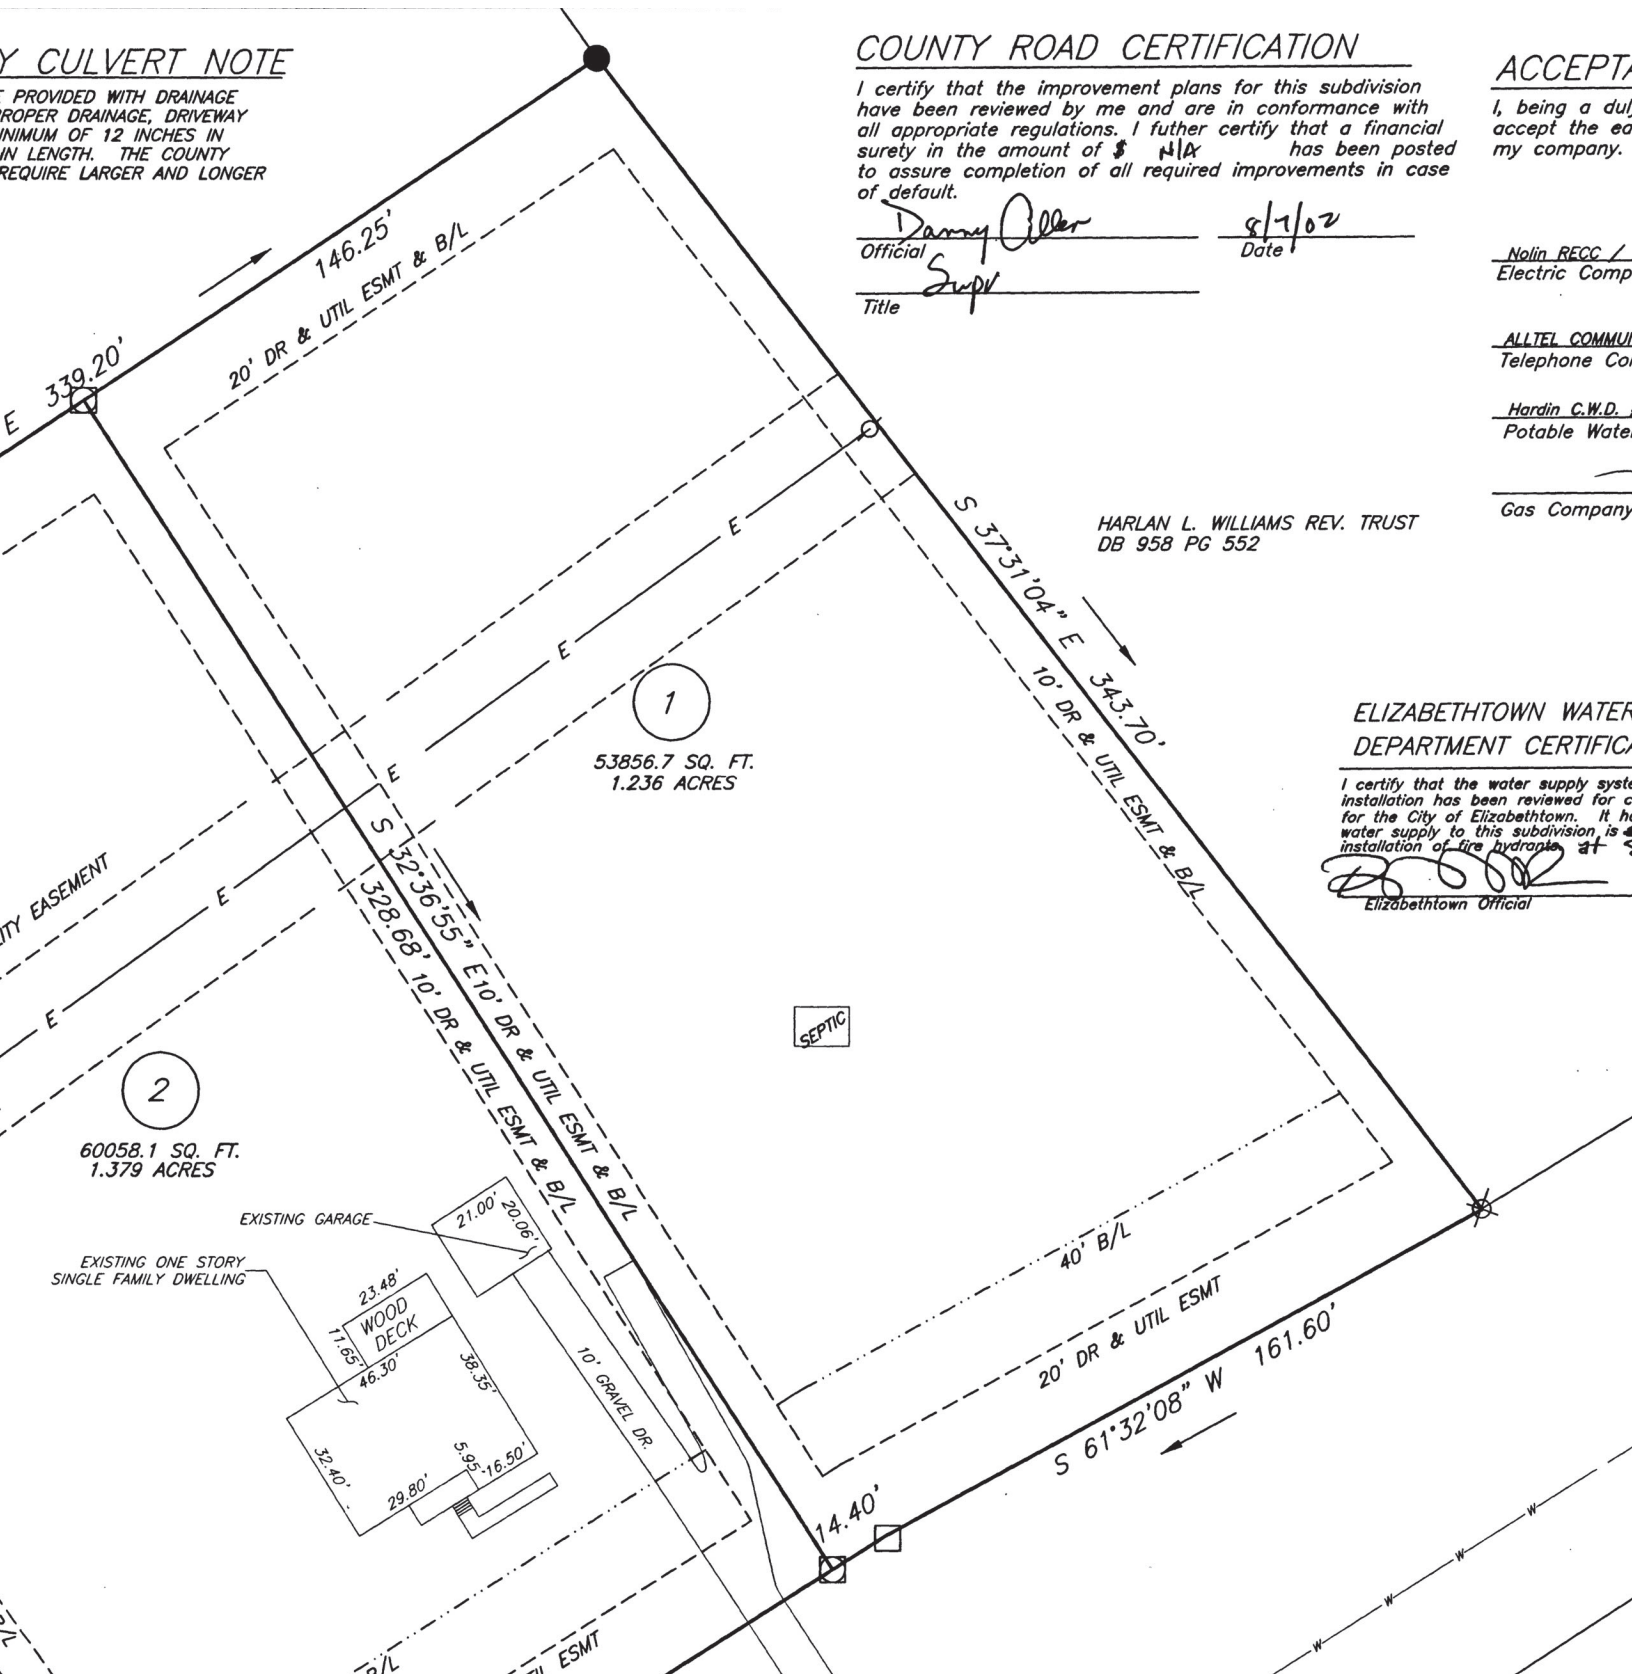 Y CULVERT NOTE
PROVIDED WITH DRAINAGE
PROPER DRAINAGE, DRIVEWAY
INIMUM OF 12 INCHES IN
IN LENGTH. THE COUNTY
REQUIRE LARGER AND LONGER
COUNTY ROAD CERTIFICATION
I certify that the improvement plans for this subdivision
have been reviewed by me and are in conformance with
all appropriate regulations. I futher certify that a financial
surety in the amount of $ N/A has been posted
to assure completion of all required improvements in case
of default.
Danny Allen 8/7/02
Official Date
Supv
Title
ACCEPTA
I, being a dul
accept the ea
my company.
Nolin RECC /
Electric Comp
ALLTEL COMMUN
Telephone Co
Hardin C.W.D.
Potable Wate
Gas Company
146.25'
20' DR & UTIL ESMT & B/L
E 339.20'
E
E
E
E
E
S 37°31'04" E 343.70'
10' DR & UTIL ESMT & B/L
HARLAN L. WILLIAMS REV. TRUST
DB 958 PG 552
1
53856.7 SQ. FT.
1.236 ACRES
ELIZABETHTOWN WATER
DEPARTMENT CERTIFICA
I certify that the water supply syste
installation has been reviewed for c
for the City of Elizabethtown. It ha
water supply to this subdivision is
installation of fire hydrants at
Elizabethtown Official
S 32°36'55" E
328.68'
10' DR & UTIL ESMT & B/L
10' DR & UTIL ESMT & B/L
ITY EASEMENT
E
SEPTIC
2
60058.1 SQ. FT.
1.379 ACRES
EXISTING GARAGE
21.00'
20.06'
EXISTING ONE STORY
SINGLE FAMILY DWELLING
23.48'
WOOD
DECK
11.65'
46.30'
38.35'
32.40'
5.95'
16.50'
29.80'
10' GRAVEL DR.
40' B/L
20' DR & UTIL ESMT
S 61°32'08" W 161.60'
14.40'
W
W
W
W
B/L
B/L
TIL ESMT